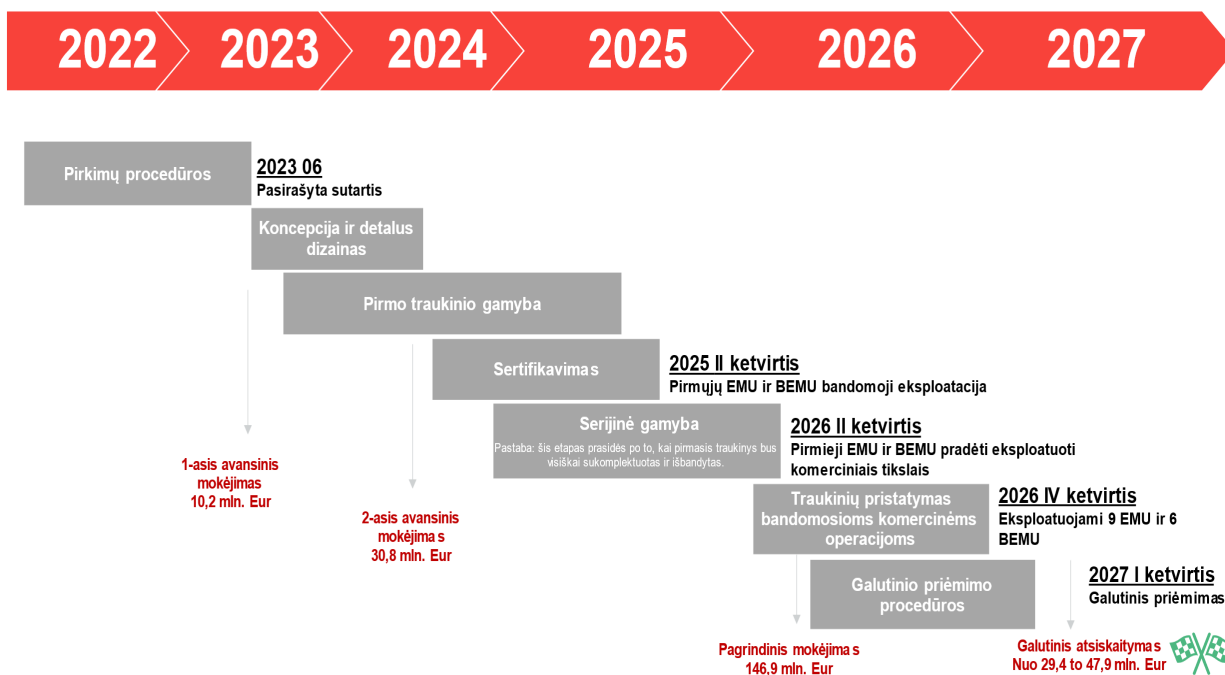 2022 2023 2024 2025 2026 2027
Pirkimų procedūros
2023 06
Pasirašyta sutartis
Koncepcija ir detalus
dizainas
Pirmo traukinio gamyba
Sertifikavimas
2025 II ketvirtis
Pirmųjų EMU ir BEMU bandomoji eksploatacija
Serijinė gamyba
Pastaba: šis etapas prasidės po to, kai pirmasis traukinys bus
visiškai sukomplektuotas ir išbandytas.
2026 II ketvirtis
Pirmieji EMU ir BEMU pradėti eksploatuoti
komerciniais tikslais
1-asis avansinis
mokėjimas
10,2 mln. Eur
2-asis avansinis
mokėjimas
30,8 mln. Eur
Traukinių pristatymas
bandomosioms komercinėms
operacijoms
2026 IV ketvirtis
Eksploatuojami 9 EMU ir 6
BEMU
Galutinio priėmimo
procedūros
2027 I ketvirtis
Galutinis priėmimas
Pagrindinis mokėjimas
146,9 mln. Eur
Galutinis atsiskaitymas
Nuo 29,4 to 47,9 mln. Eur